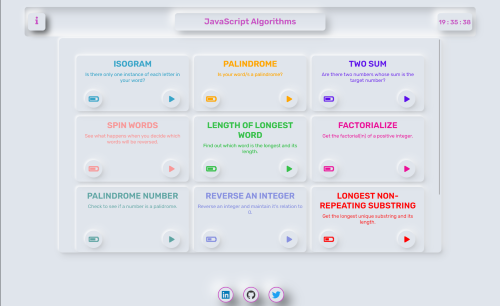 i
JavaScript Algorithms
19 : 35 : 38
ISOGRAM
Is there only one instance of each letter in
your word?
PALINDROME
Is your word/s a palindrome?
TWO SUM
Are there two numbers whose sum is the
target number?
SPIN WORDS
See what happens when you decide which
words will be reversed.
LENGTH OF LONGEST
WORD
Find out which word is the longest and its
length.
FACTORIALIZE
Get the factorial(n) of a positive integer.
PALINDROME NUMBER
Check to see if a number is a palidrome.
REVERSE AN INTEGER
Reverse an integer and maintain it's relation to
0.
LONGEST NON-
REPEATING SUBSTRING
Get the longest unique substring and its
length.
in